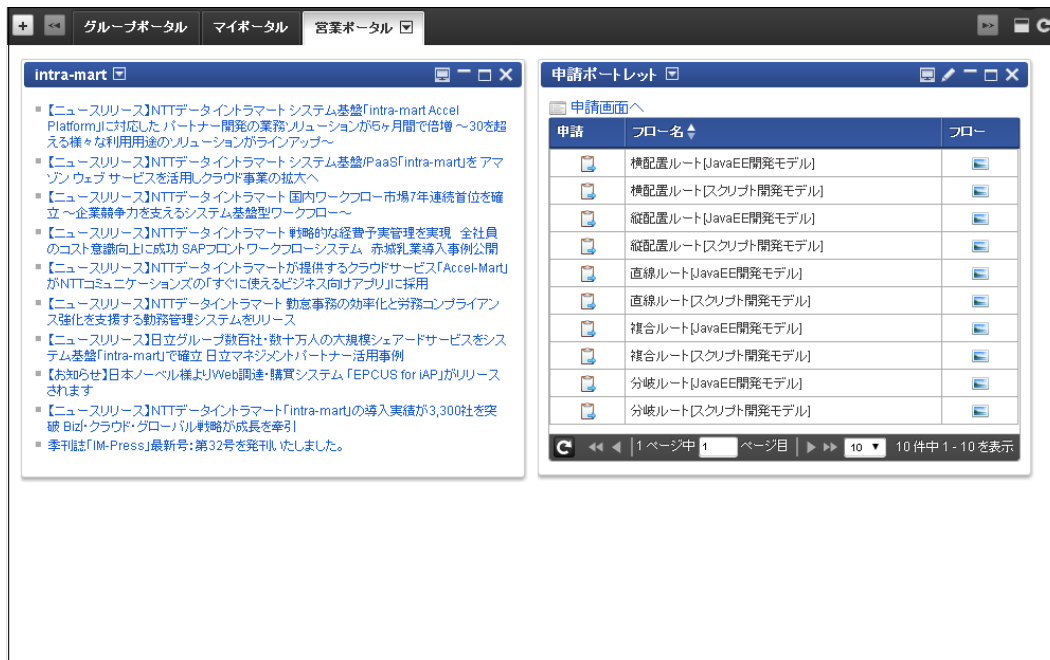 グループポータル マイポータル 営業ポータル
intra-mart
【ニュースリリース】NTTデータイントラマート システム基盤「intra-mart Accel
Platform」に対応した パートナー開発の業務ソリューションが5ヶ月間で倍増 ～30を超
える様々な利用用途のソリューションがラインアップ～
【ニュースリリース】NTTデータイントラマート システム基盤/PaaS「intra-mart」を アマ
ゾン ウェブ サービスを活用しクラウド事業の拡大へ
【ニュースリリース】NTTデータイントラマート 国内ワークフロー市場7年連続首位を確
立 ～企業競争力を支えるシステム基盤型ワークフロー～
【ニュースリリース】NTTデータイントラマート 戦略的な経費予実管理を実現 全社員
のコスト意識向上に成功 SAPフロントワークフローシステム 赤城乳業導入事例公開
【ニュースリリース】NTTデータイントラマートが提供するクラウドサービス「Accel-Mart」
がNTTコミュニケーションズの「すぐに使えるビジネス向けアプリ」に採用
【ニュースリリース】NTTデータイントラマート 勤怠事務の効率化と労務コンプライアン
ス強化を支援する勤務管理システムをリリース
【ニュースリリース】日立グループ数百社・数十万人の大規模シェアードサービスをシス
テム基盤「intra-mart」で確立 日立マネジメントパートナー活用事例
【お知らせ】日本ノーベル様よりWeb調達・購買システム 「EPCUS for iAP」がリリース
されます
【ニュースリリース】NTTデータイントラマート「intra-mart」の導入実績が3,300社を突
破 Biz∫・クラウド・グローバル戦略が成長を牽引
季刊誌「IM-Press」最新号：第32号を発刊いたしました。
申請ポートレット
申請画面へ
申請 フロー名 フロー
横配置ルート[JavaEE開発モデル]
横配置ルート[スクリプト開発モデル]
縦配置ルート[JavaEE開発モデル]
縦配置ルート[スクリプト開発モデル]
直線ルート[JavaEE開発モデル]
直線ルート[スクリプト開発モデル]
複合ルート[JavaEE開発モデル]
複合ルート[スクリプト開発モデル]
分岐ルート[JavaEE開発モデル]
分岐ルート[スクリプト開発モデル]
1 ページ中 1 ページ目 10 10 件中 1 - 10 を表示